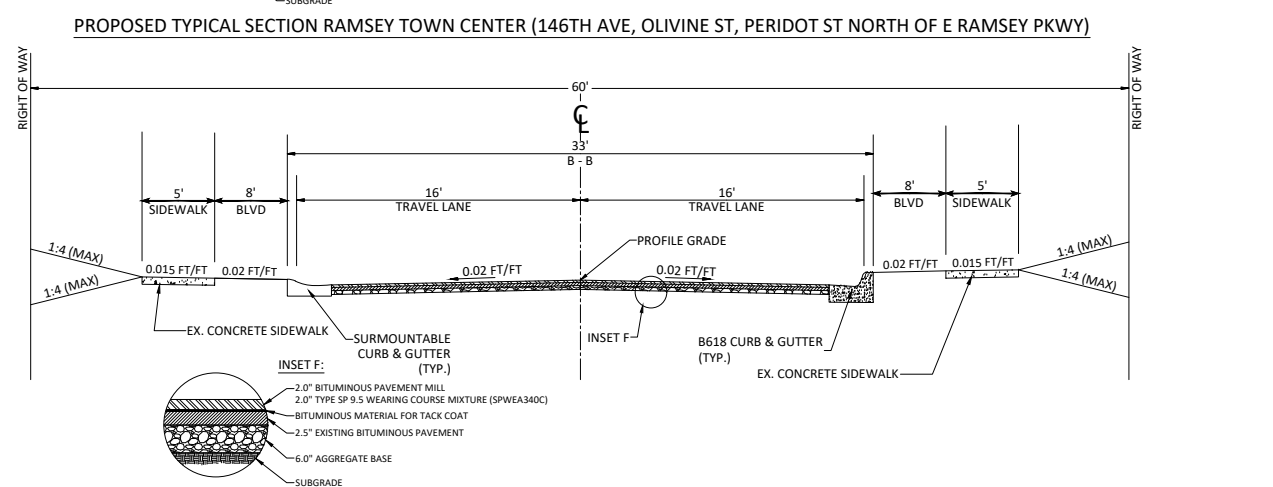 SUBGRADE
PROPOSED TYPICAL SECTION RAMSEY TOWN CENTER (146TH AVE, OLIVINE ST, PERIDOT ST NORTH OF E RAMSEY PKWY)
RIGHT OF WAY
RIGHT OF WAY
60'
CL
33'
B - B
5'
SIDEWALK
8'
BLVD
16'
TRAVEL LANE
16'
TRAVEL LANE
8'
BLVD
5'
SIDEWALK
PROFILE GRADE
1:4 (MAX)
1:4 (MAX)
0.015 FT/FT
0.02 FT/FT
0.02 FT/FT
0.02 FT/FT
0.02 FT/FT
0.015 FT/FT
1:4 (MAX)
1:4 (MAX)
EX. CONCRETE SIDEWALK
SURMOUNTABLE
CURB & GUTTER
(TYP.)
INSET F
B618 CURB & GUTTER
(TYP.)
EX. CONCRETE SIDEWALK
INSET F:
2.0" BITUMINOUS PAVEMENT MILL
2.0" TYPE SP 9.5 WEARING COURSE MIXTURE (SPWEA340C)
BITUMINOUS MATERIAL FOR TACK COAT
2.5" EXISTING BITUMINOUS PAVEMENT
6.0" AGGREGATE BASE
SUBGRADE